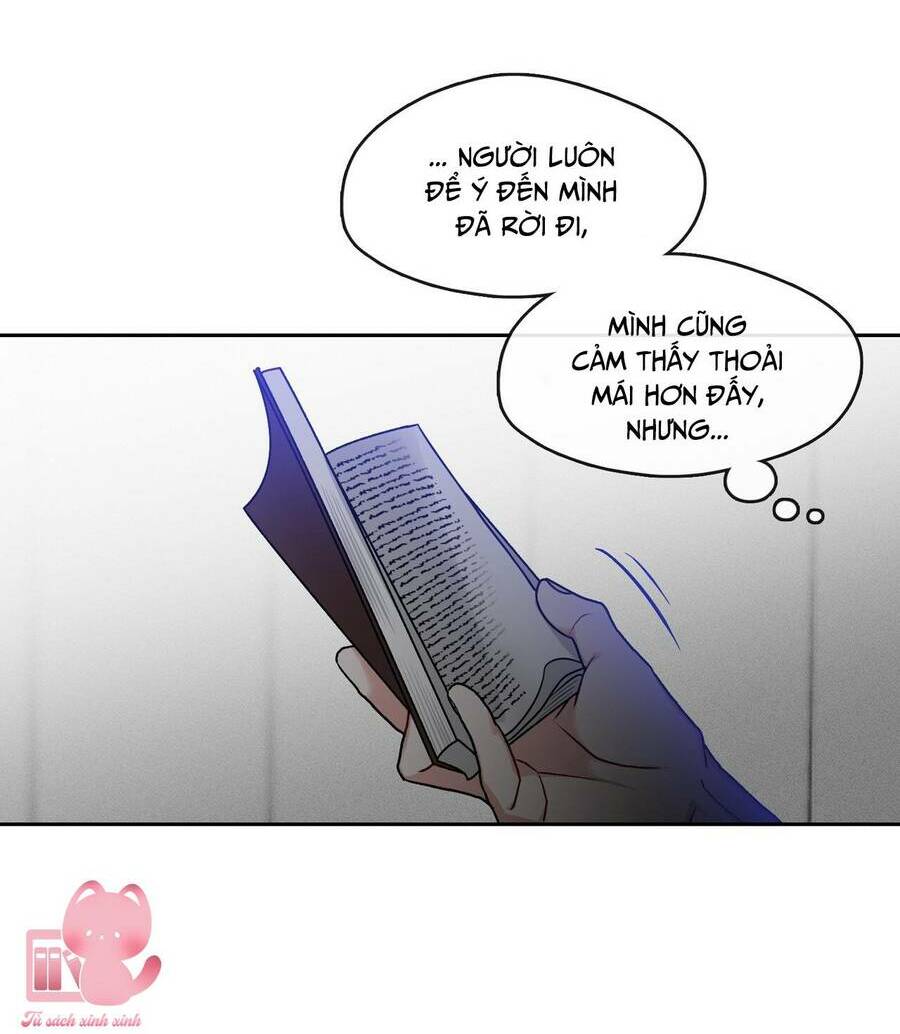 ... NGƯỜI LUÔN
ĐỂ Ý ĐẾN MÌNH
ĐÃ RỜI ĐI,
MÌNH CŨNG
CẢM THẤY THOẢI
MÁI HƠN ĐẤY,
NHƯNG...
Tủ sách xinh xinh